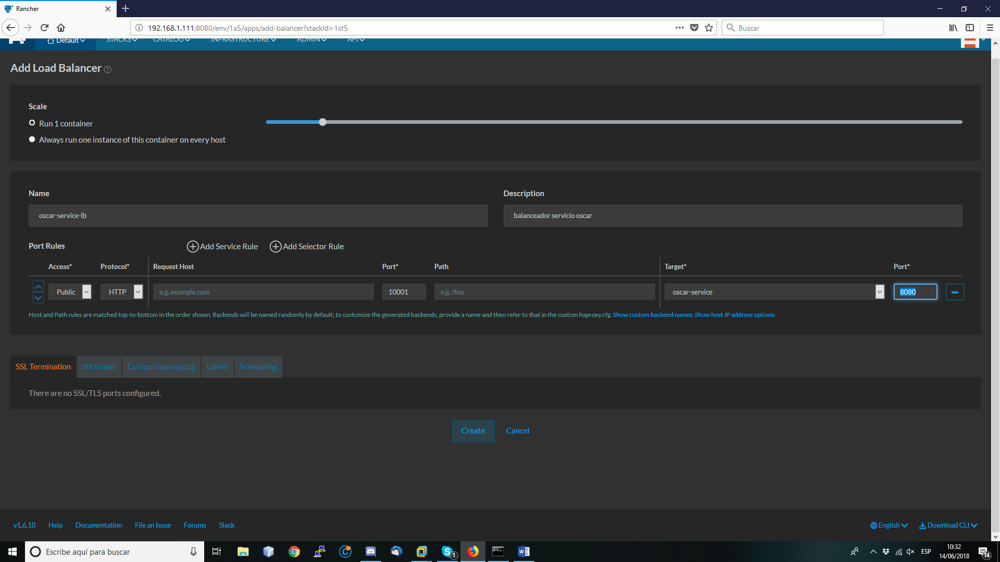 Rancher
192.168.1.111:8080/env/1a5/apps/add-balancer?stackId=1st5
Buscar
Default STACKS CATALOG INFRASTRUCTURE ADMIN API
Add Load Balancer
Scale
Run 1 container
Always run one instance of this container on every host
Name Description
oscar-service-lb balanceador servicio oscar
Port Rules Add Service Rule Add Selector Rule
Access* Protocol* Request Host Port* Path Target* Port*
Public HTTP e.g. example.com 10001 e.g. /foo oscar-service 8080
Host and Path rules are matched top-to-bottom in the order shown. Backends will be named randomly by default; to customize the generated backends, provide a name and then refer to that in the custom haproxy.cfg. Show custom backend names. Show host IP address options.
SSL Termination Stickiness Custom haproxy.cfg Labels Scheduling
There are no SSL/TLS ports configured.
Create Cancel
v1.6.10 Help Documentation File an Issue Forums Slack English Download CLI
Escribe aquí para buscar
1
ESP
10:32
14/06/2018
14